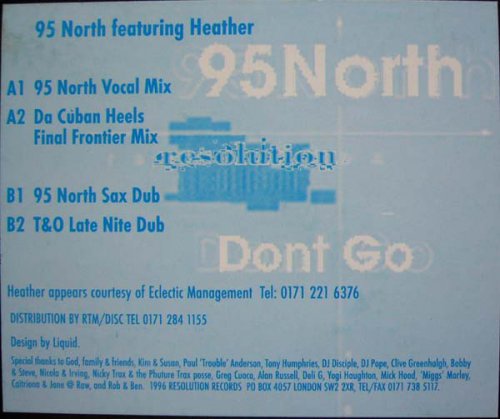 95 North featuring Heather
95North
A1 95 North Vocal Mix
A2 Da Cuban Heels
Final Frontier Mix
resolution
B1 95 North Sax Dub
B2 T&O Late Nite Dub
Dont Go
Heather appears courtesy of Eclectic Management Tel: 0171 221 6376
DISTRIBUTION BY RTM/DISC TEL 0171 284 1155
Design by Liquid.
Special thanks to God, family & friends, Kim & Susan, Paul 'Trouble' Anderson, Tony Humphries, DJ Disciple, DJ Pope, Clive Greenhalgh, Bobby
& Steve, Nicola & Irving, Nicky Trax & the Phuture Trax posse, Greg Cuoco, Alan Russell, Deli G, Yogi Haughton, Mick Hood, 'Miggs' Morley,
Caitriona & Jane @ Raw, and Rob & Ben. 1996 RESOLUTION RECORDS PO BOX 4057 LONDON SW2 2XR, TEL/FAX 0171 738 5117.